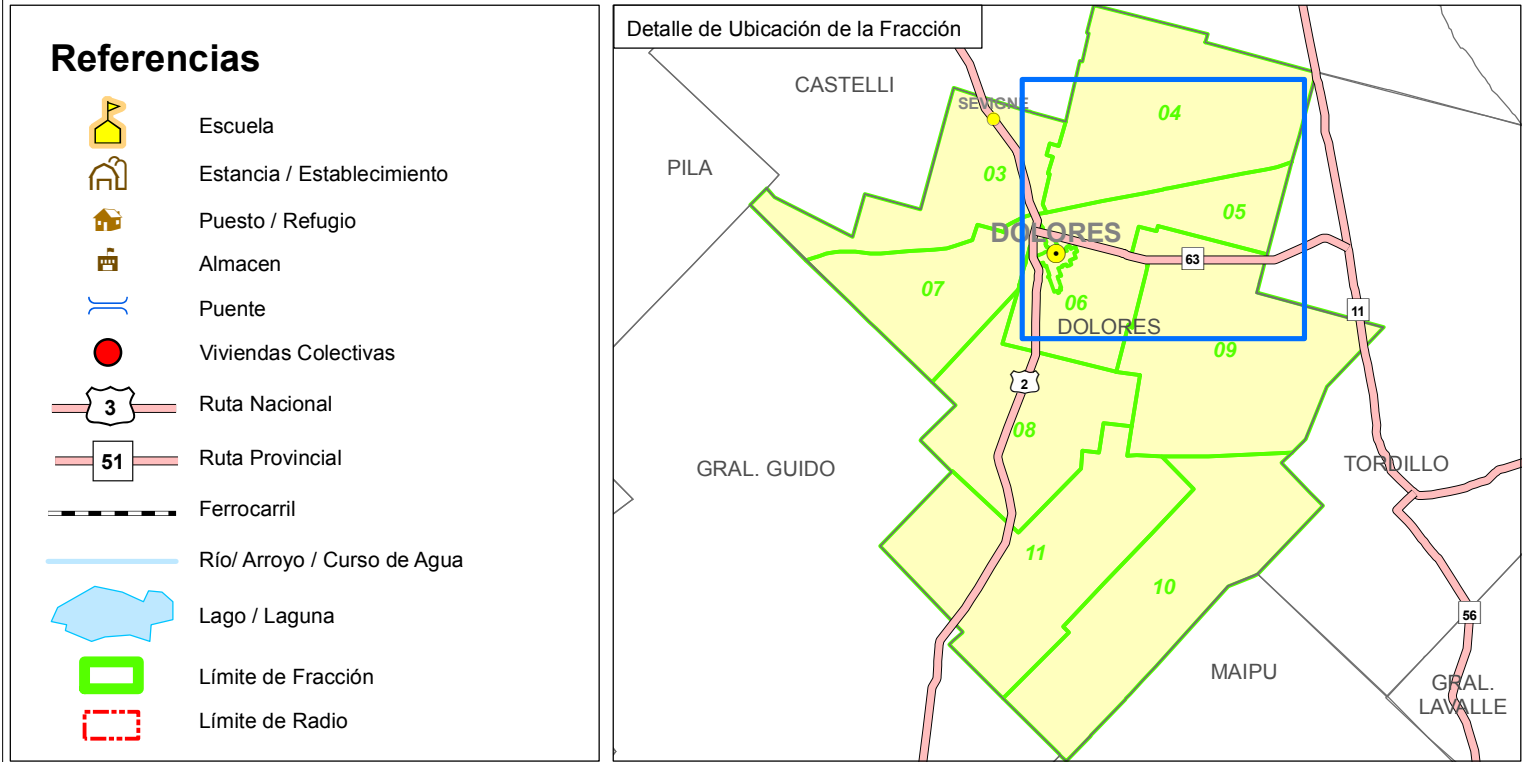 Referencias
Escuela
Estancia / Establecimiento
Puesto / Refugio
Almacen
Puente
Viviendas Colectivas
3
Ruta Nacional
51
Ruta Provincial
Ferrocarril
Río/ Arroyo / Curso de Agua
Lago / Laguna
Límite de Fracción
Límite de Radio
Detalle de Ubicación de la Fracción
CASTELLI
SEVIGNE
04
PILA
03
05
DOLORES
63
07
06
DOLORES
11
09
2
08
GRAL. GUIDO
TORDILLO
11
10
56
MAIPU
GRAL.
LAVALLE